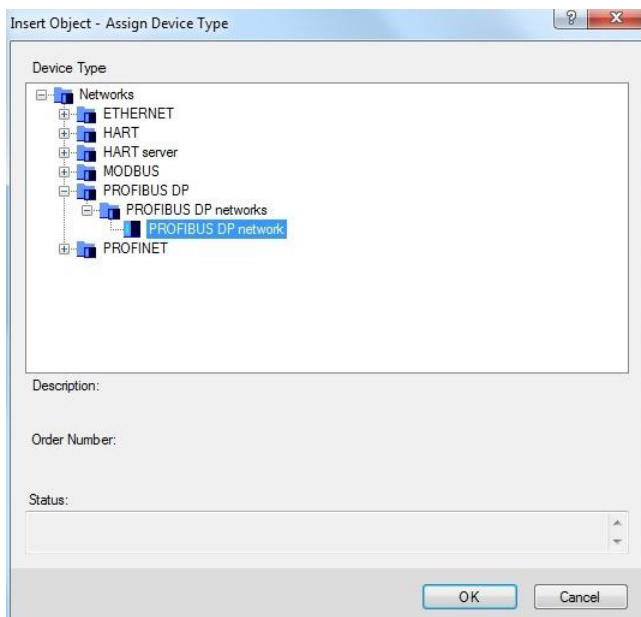 Insert Object - Assign Device Type
?
Device Type
Networks
ETHERNET
HART
HART server
MODBUS
PROFIBUS DP
PROFIBUS DP networks
PROFIBUS DP network
PROFINET
Description:
Order Number:
Status:
OK Cancel